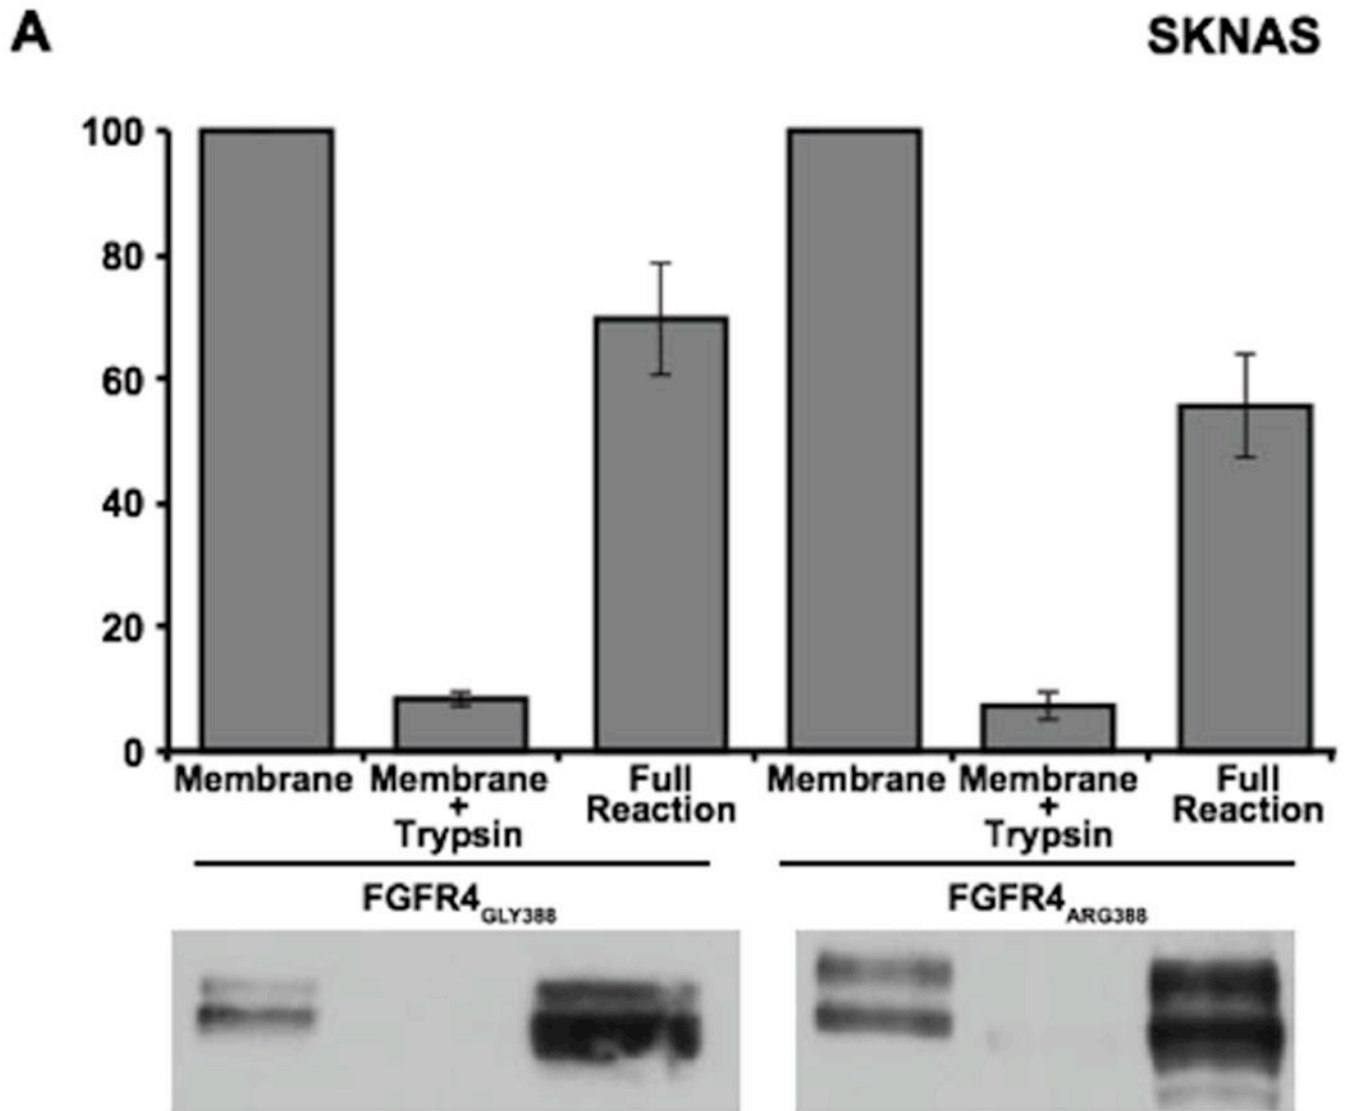 A
SKNAS
100
80
60
40
20
0
Membrane
Membrane
+
Trypsin
Full
Reaction
Membrane
Membrane
+
Trypsin
Full
Reaction
FGFR4GLY388
FGFR4ARG388